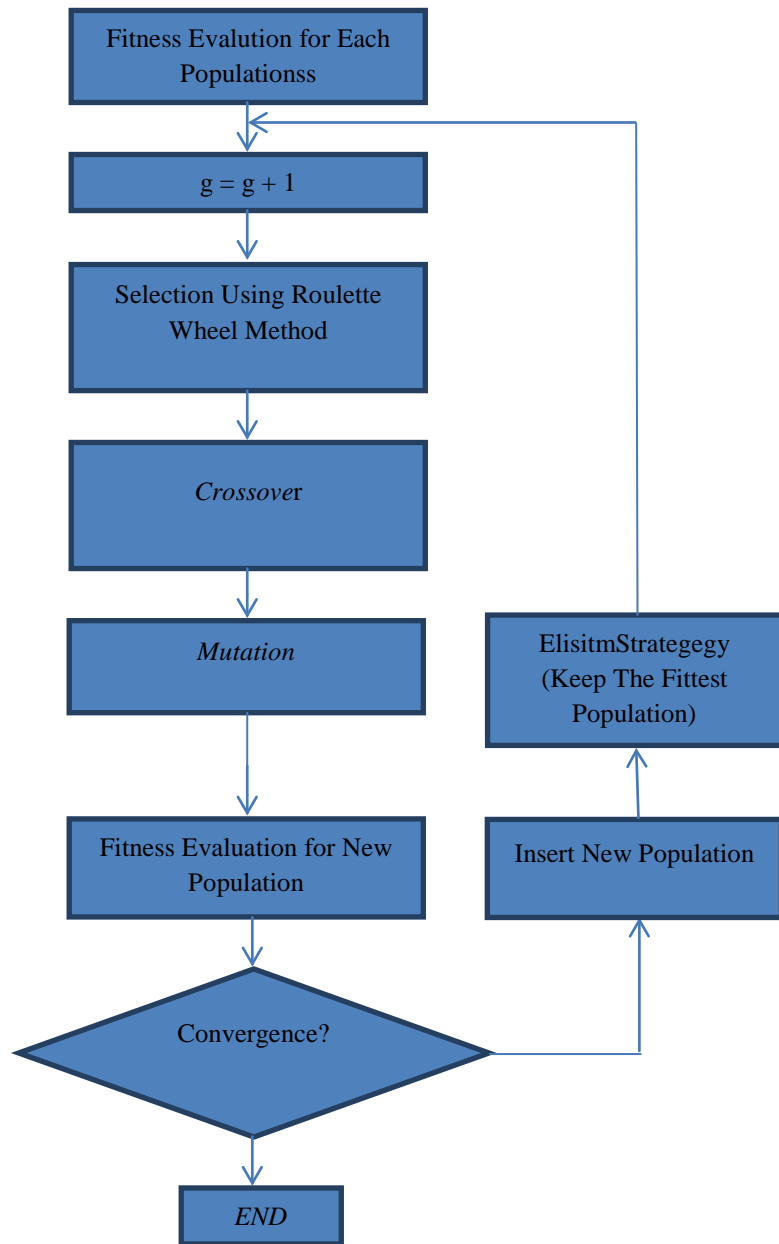 Fitness Evalution for Each
Populationss
g = g + 1
Selection Using Roulette
Wheel Method
Crossover
Mutation
Fitness Evaluation for New
Population
Convergence?
END
Insert New Population
ElisitmStrategegy
(Keep The Fittest
Population)